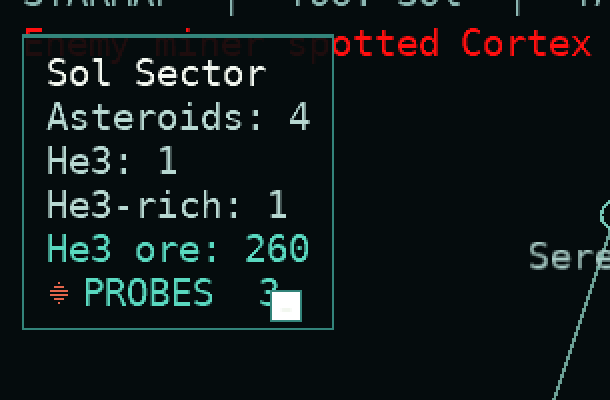 Enemy miner spotted Cortex
Sol Sector
Asteroids: 4
He3: 1
He3-rich: 1
He3 ore: 260
Sere
PROBES 3